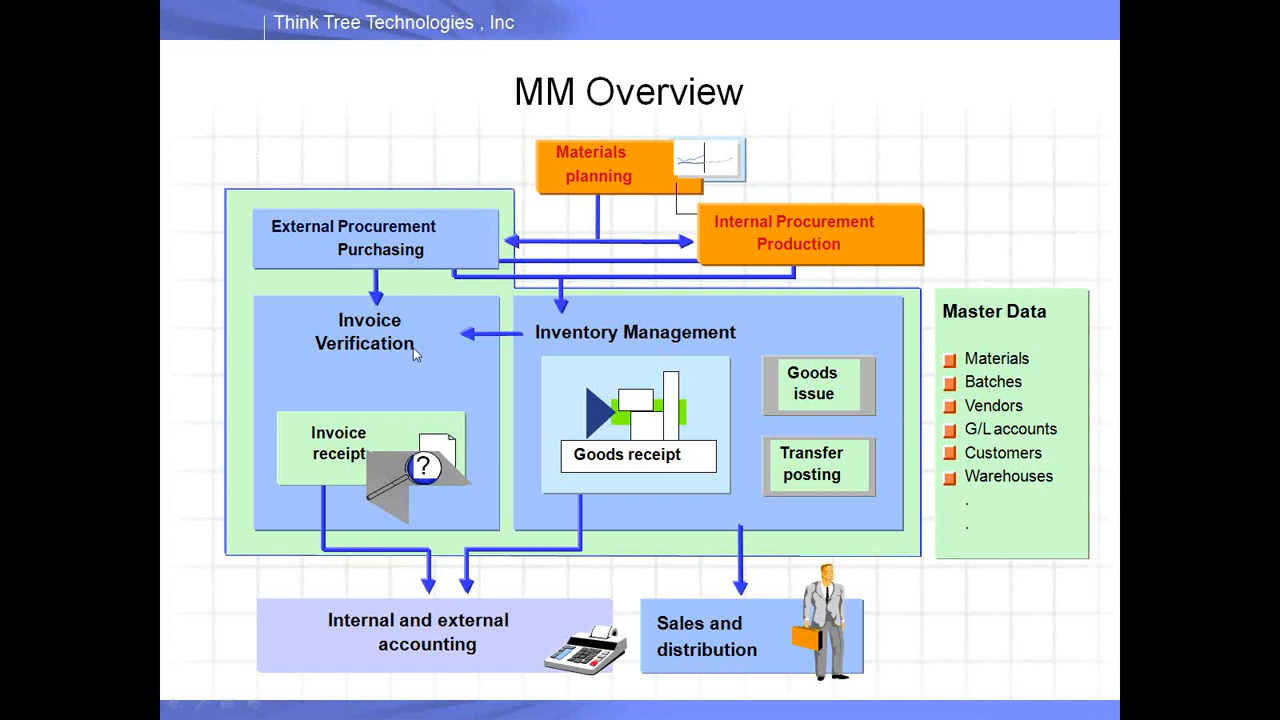 Think Tree Technologies , Inc
MM Overview
Materials
planning
External Procurement
Purchasing
Internal Procurement
Production
Invoice
Verification
Inventory Management
Goods
issue
Invoice
receipt
?
Goods receipt
Transfer
posting
Master Data
Materials
Batches
Vendors
G/L accounts
Customers
Warehouses
.
.
Internal and external
accounting
Sales and
distribution